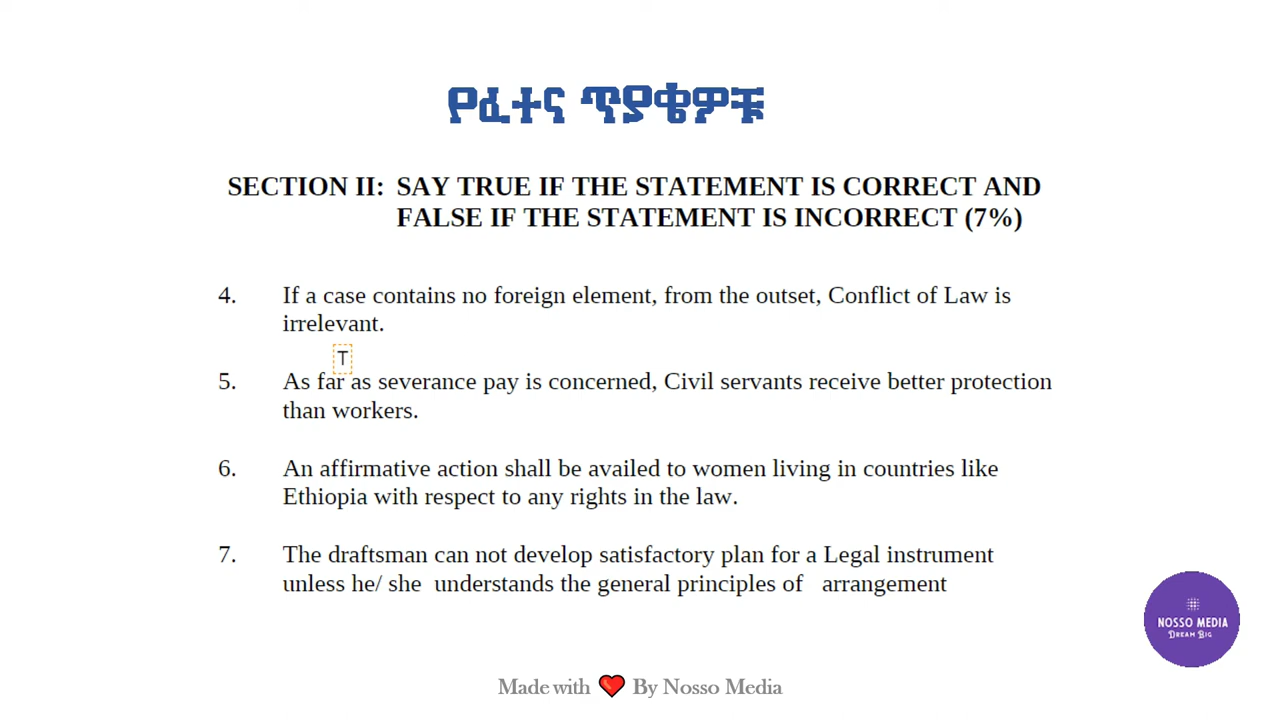 የፈተና ጥያቄዎቹ
SECTION II: SAY TRUE IF THE STATEMENT IS CORRECT AND
FALSE IF THE STATEMENT IS INCORRECT (7%)
4. If a case contains no foreign element, from the outset, Conflict of Law is
irrelevant.
T
5. As far as severance pay is concerned, Civil servants receive better protection
than workers.
6. An affirmative action shall be availed to women living in countries like
Ethiopia with respect to any rights in the law.
7. The draftsman can not develop satisfactory plan for a Legal instrument
unless he/ she understands the general principles of arrangement
NOSSO MEDIA
DREAM BIG
Made with ❤ By Nosso Media